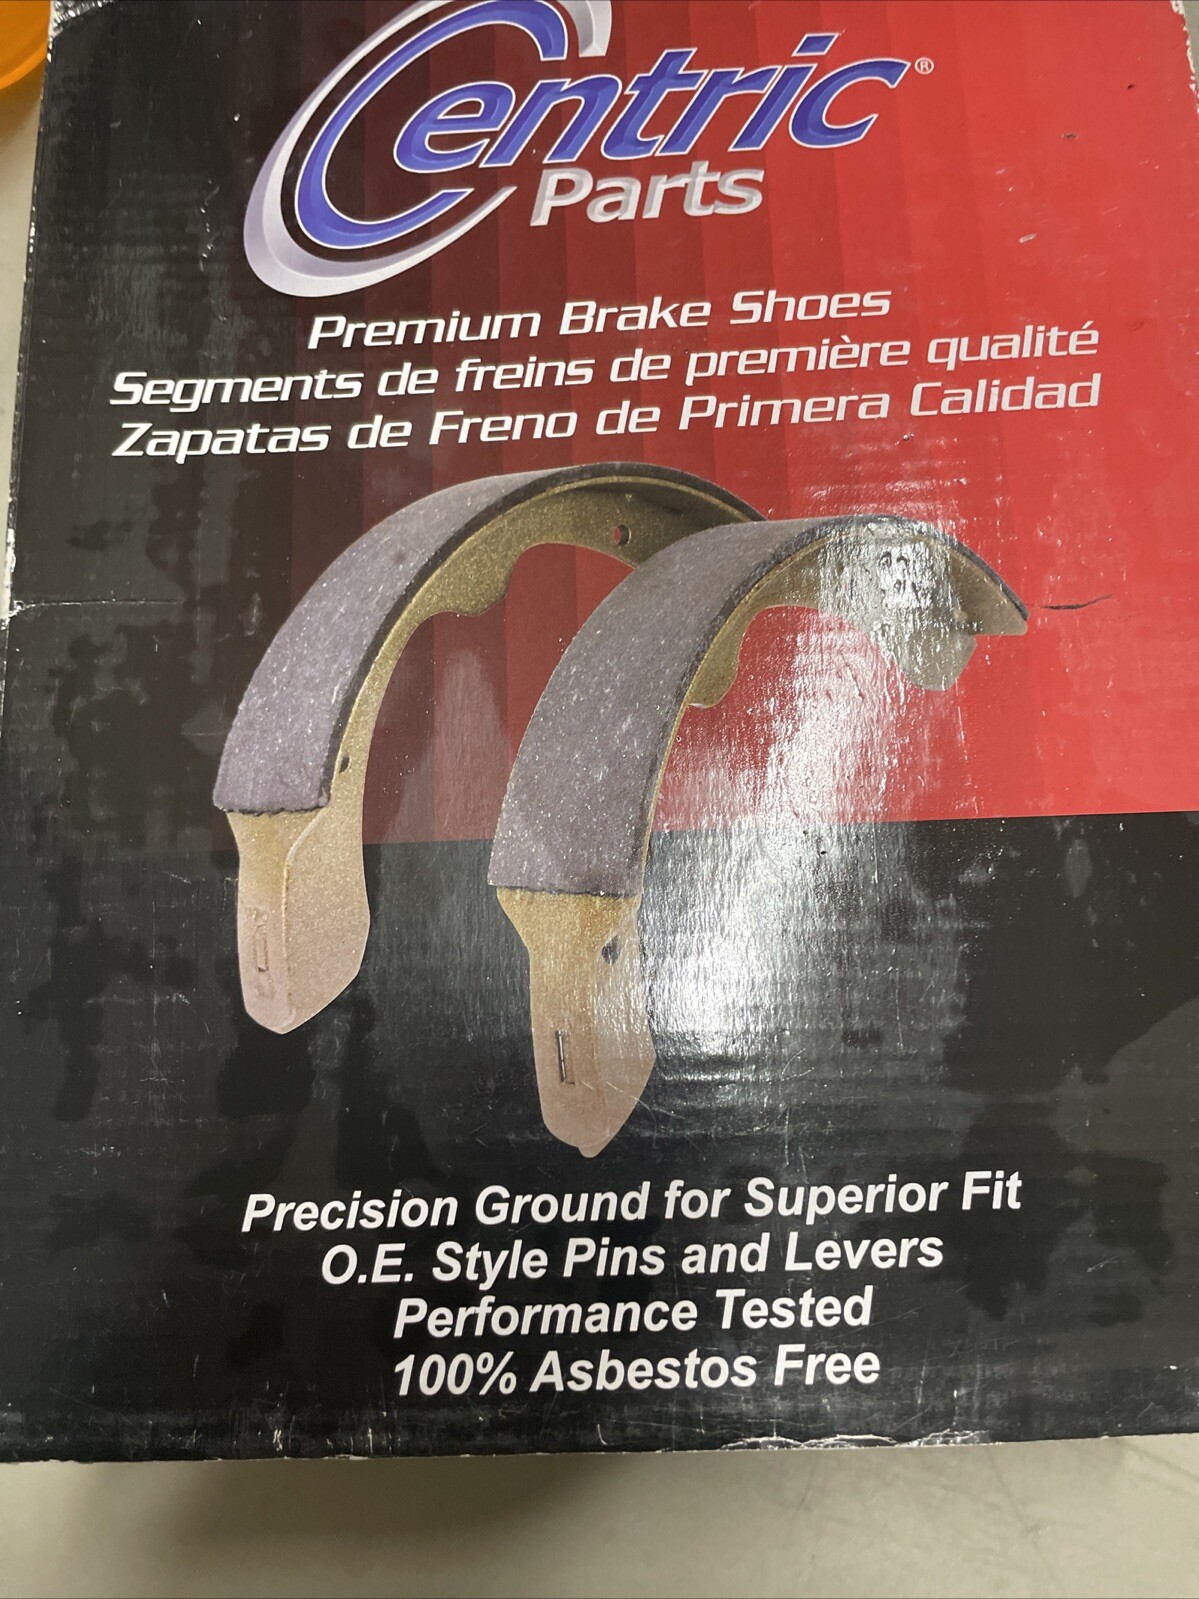 Centric®
Parts
Premium Brake Shoes
Segments de freins de première qualité
Zapatas de Freno de Primera Calidad
Precision Ground for Superior Fit
O.E. Style Pins and Levers
Performance Tested
100% Asbestos Free